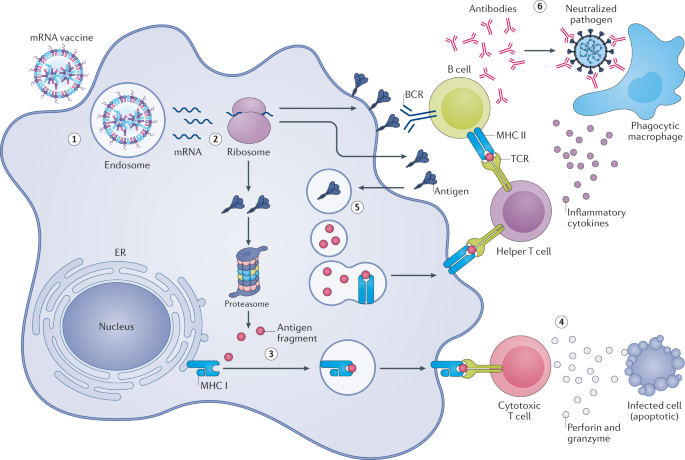 Antibodies
6
Neutralized
pathogen
mRNA vaccine
B cell
BCR
MHC II
Phagocytic
macrophage
1
2
Endosome
mRNA
Ribosome
TCR
Antigen
5
Inflammatory
cytokines
ER
Helper T cell
Proteasome
Nucleus
Antigen
fragment
4
3
MHC I
Cytotoxic
T cell
Infected cell
(apoptotic)
Perforin and
granzyme